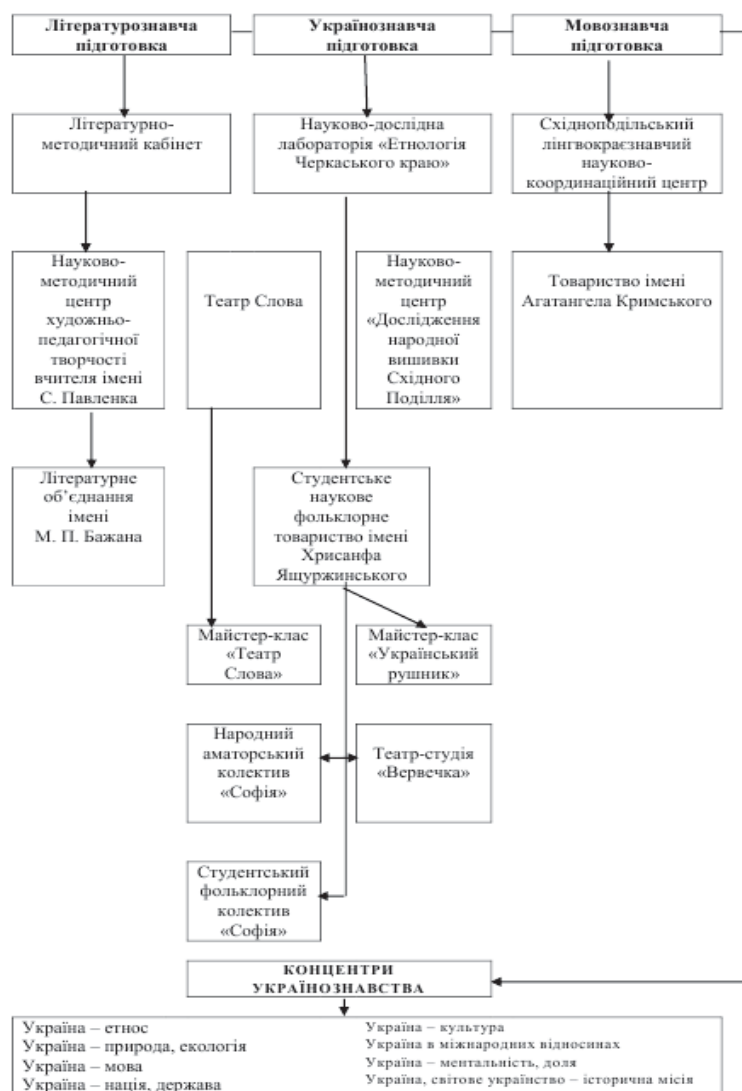 Літературознавча
підготовка
Українознавча
підготовка
Мовознавча
підготовка
Літературно-
методичний кабінет
Науково-дослідна
лабораторія «Етнологія
Черкаського краю»
Східноподільський
лінгвокраєзнавчий
науково-
координаційний центр
Науково-
методичний
центр
художньо-
педагогічної
творчості
вчителя імені
С. Павленка
Театр Слова
Науково-
методичний
центр
«Дослідження
народної
вишивки
Східного
Поділля»
Товариство імені
Агатангела Кримського
Літературне
об’єднання
імені
М. П. Бажана
Студентське
наукове
фольклорне
товариство імені
Хрисанфа
Ящуржинського
Майстер-клас
«Театр
Слова»
Майстер-клас
«Український
рушник»
Народний
аматорський
колектив
«Софія»
Театр-студія
«Вервечка»
Студентський
фольклорний
колектив
«Софія»
КОНЦЕНТРИ
УКРАЇНОЗНАВСТВА
Україна – етнос
Україна – природа, екологія
Україна – мова
Україна – нація, держава
Україна – культура
Україна в міжнародних відносинах
Україна – ментальність, доля
Україна, світове українство – історична місія